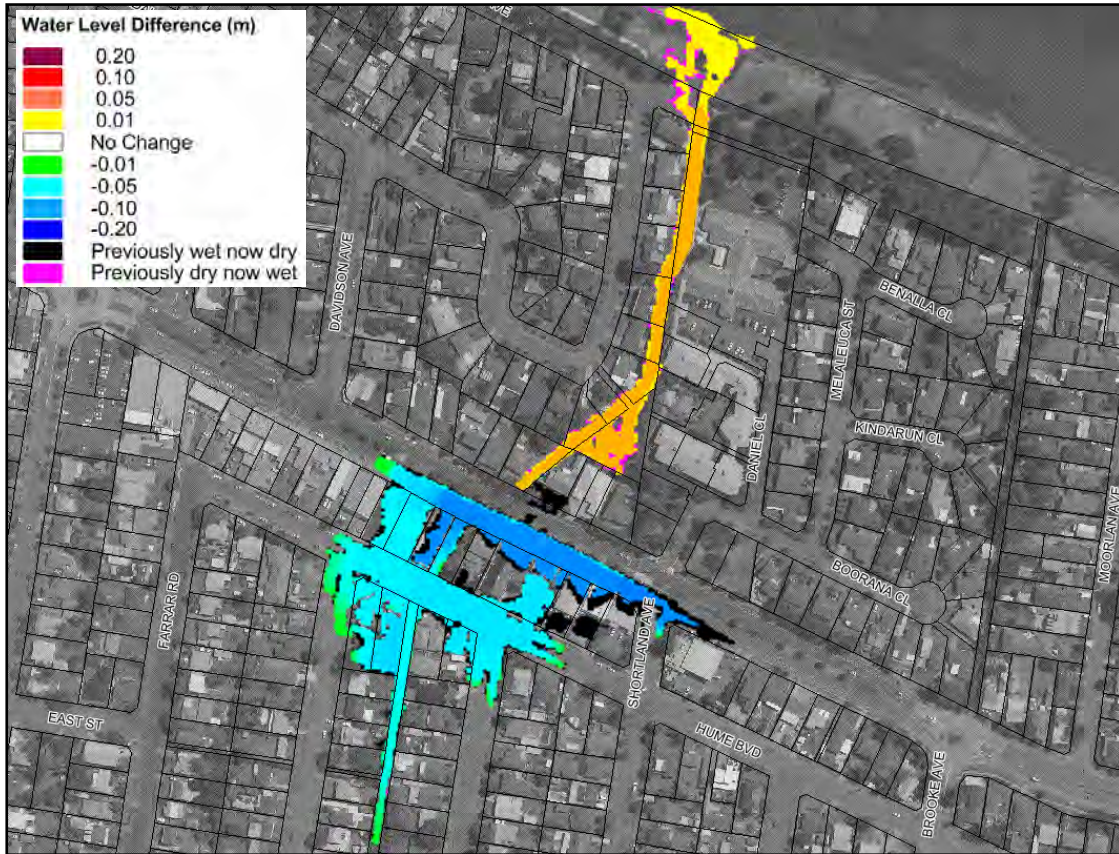 Water Level Difference (m)
0.20
0.10
0.05
0.01
No Change
-0.01
-0.05
-0.10
-0.20
Previously wet now dry
Previously dry now wet
DAVIDSON AVE
BENALLA CL
MELALEUCA ST
KINDARUN CL
DANIEL CL
MOORLAN AVE
BOORANA CL
FARRAR RD
SHORTLAND AVE
EAST ST
HUME BVD
BROOKE AVE